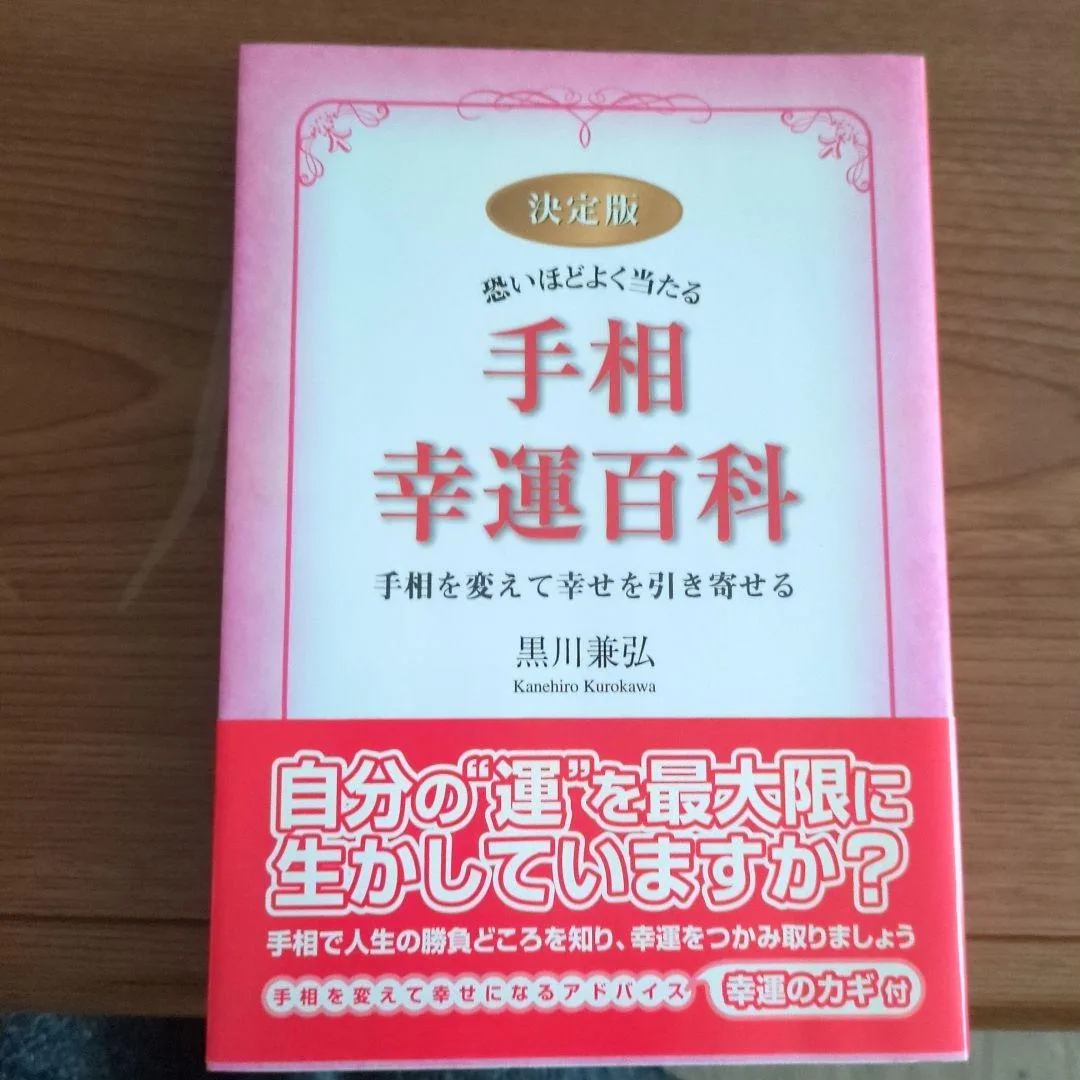 決定版
恐いほどよく当たる
手相
幸運百科
手相を変えて幸せを引き寄せる
黒川兼弘
Kanehiro Kurokawa
自分の“運”を最大限に
生かしていますか?
手相で人生の勝負どころを知り、幸運をつかみ取りましょう
手相を変えて幸せになるアドバイス 幸運のカギ付